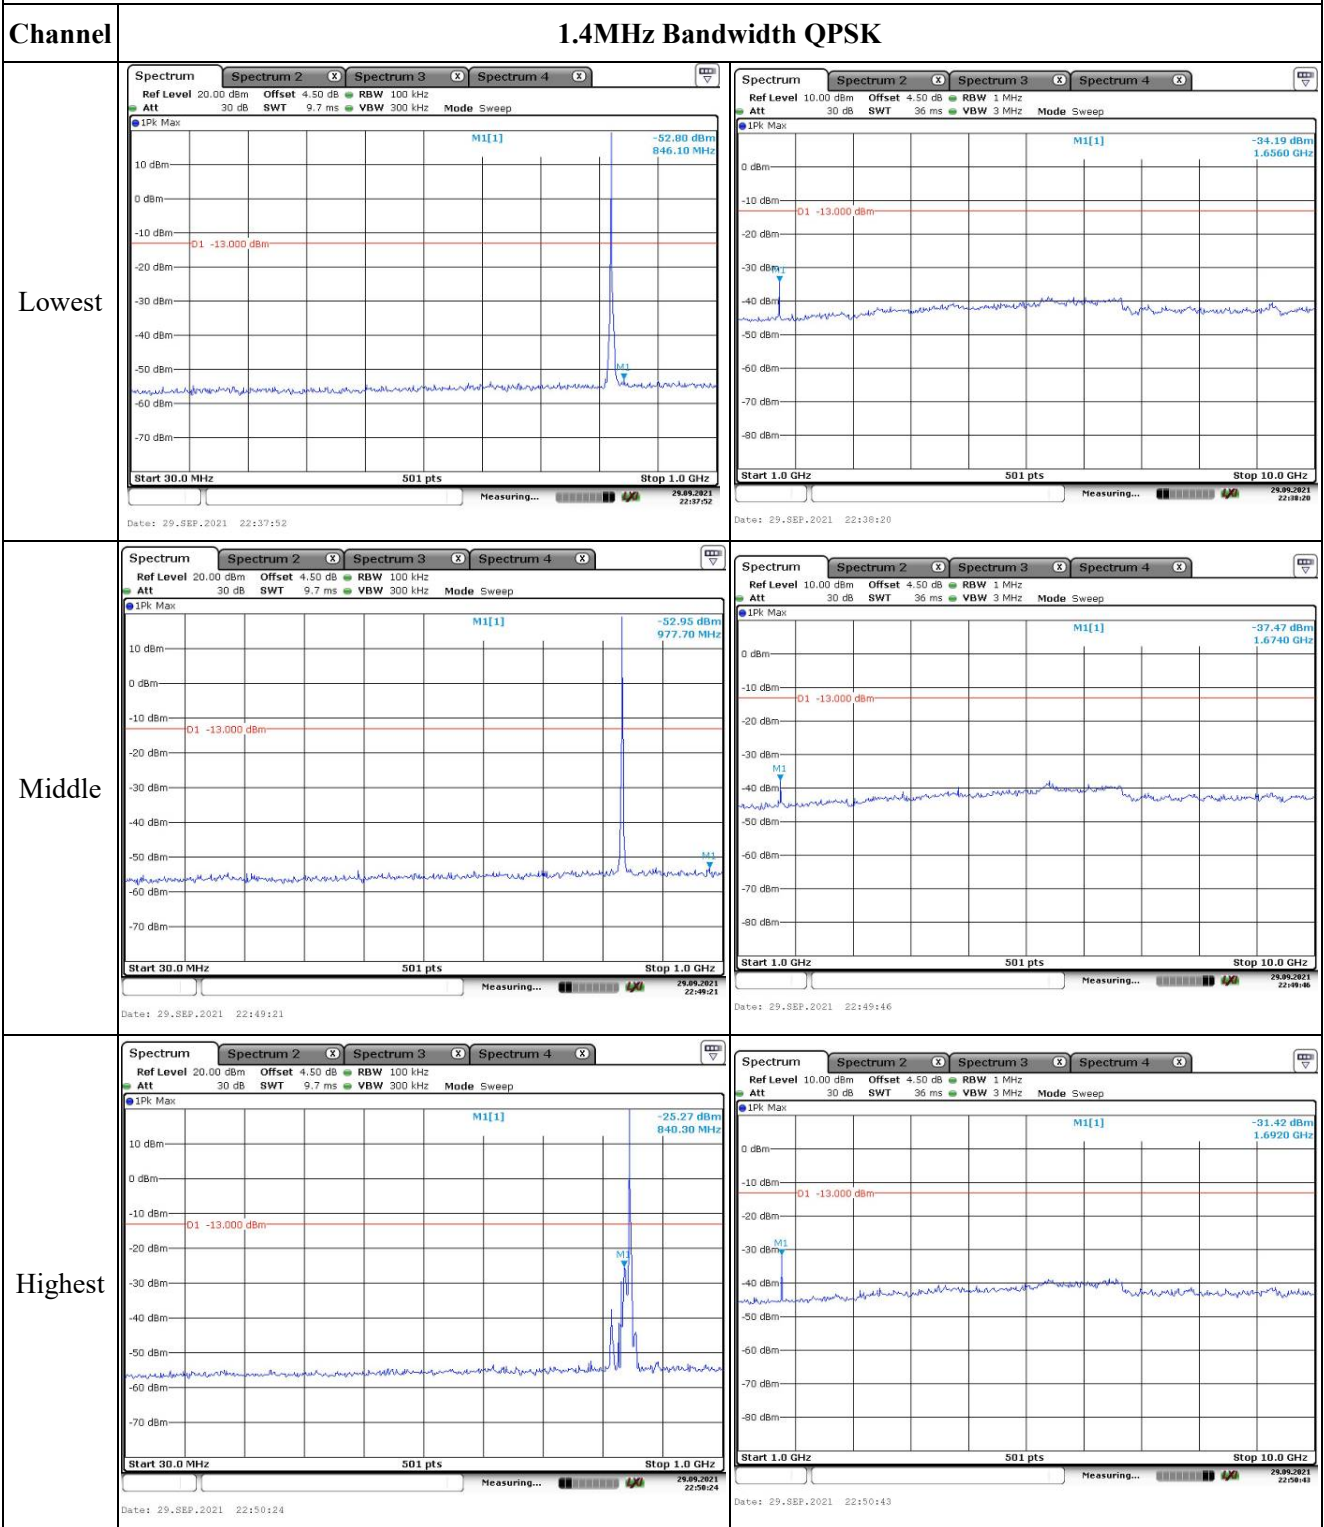 Channel 1.4MHz Bandwidth QPSK
Lowest
Spectrum Spectrum 2 X Spectrum 3 X Spectrum 4 X
Ref Level 20.00 dBm Offset 4.50 dB RBW 100 kHz
Att 30 dB SWT 9.7 ms VBW 300 kHz Mode Sweep
1Pk Max
M1[1] -52.80 dBm
846.10 MHz
10 dBm
0 dBm
-10 dBm
D1 -13.000 dBm
-20 dBm
-30 dBm
-40 dBm
-50 dBm
M1
-60 dBm
-70 dBm
Start 30.0 MHz 501 pts Stop 1.0 GHz
Measuring... 29.09.2021
22:37:52
Date: 29.SEP.2021 22:37:52
Spectrum Spectrum 2 X Spectrum 3 X Spectrum 4 X
Ref Level 10.00 dBm Offset 4.50 dB RBW 1 MHz
Att 30 dB SWT 36 ms VBW 3 MHz Mode Sweep
1Pk Max
M1[1] -34.19 dBm
1.6560 GHz
0 dBm
-10 dBm
D1 -13.000 dBm
-20 dBm
-30 dBm
M1
-40 dBm
-50 dBm
-60 dBm
-70 dBm
-80 dBm
Start 1.0 GHz 501 pts Stop 10.0 GHz
Measuring... 29.09.2021
22:38:20
Date: 29.SEP.2021 22:38:20
Middle
Spectrum Spectrum 2 X Spectrum 3 X Spectrum 4 X
Ref Level 20.00 dBm Offset 4.50 dB RBW 100 kHz
Att 30 dB SWT 9.7 ms VBW 300 kHz Mode Sweep
1Pk Max
M1[1] -52.95 dBm
977.70 MHz
10 dBm
0 dBm
-10 dBm
D1 -13.000 dBm
-20 dBm
-30 dBm
-40 dBm
-50 dBm
M1
-60 dBm
-70 dBm
Start 30.0 MHz 501 pts Stop 1.0 GHz
Measuring... 29.09.2021
22:49:21
Date: 29.SEP.2021 22:49:21
Spectrum Spectrum 2 X Spectrum 3 X Spectrum 4 X
Ref Level 10.00 dBm Offset 4.50 dB RBW 1 MHz
Att 30 dB SWT 36 ms VBW 3 MHz Mode Sweep
1Pk Max
M1[1] -37.47 dBm
1.6740 GHz
0 dBm
-10 dBm
D1 -13.000 dBm
-20 dBm
-30 dBm
M1
-40 dBm
-50 dBm
-60 dBm
-70 dBm
-80 dBm
Start 1.0 GHz 501 pts Stop 10.0 GHz
Measuring... 29.09.2021
22:49:46
Date: 29.SEP.2021 22:49:46
Highest
Spectrum Spectrum 2 X Spectrum 3 X Spectrum 4 X
Ref Level 20.00 dBm Offset 4.50 dB RBW 100 kHz
Att 30 dB SWT 9.7 ms VBW 300 kHz Mode Sweep
1Pk Max
M1[1] -25.27 dBm
840.30 MHz
10 dBm
0 dBm
-10 dBm
D1 -13.000 dBm
-20 dBm
M1
-30 dBm
-40 dBm
-50 dBm
-60 dBm
-70 dBm
Start 30.0 MHz 501 pts Stop 1.0 GHz
Measuring... 29.09.2021
22:50:24
Date: 29.SEP.2021 22:50:24
Spectrum Spectrum 2 X Spectrum 3 X Spectrum 4 X
Ref Level 10.00 dBm Offset 4.50 dB RBW 1 MHz
Att 30 dB SWT 36 ms VBW 3 MHz Mode Sweep
1Pk Max
M1[1] -31.42 dBm
1.6920 GHz
0 dBm
-10 dBm
D1 -13.000 dBm
-20 dBm
M1
-30 dBm
-40 dBm
-50 dBm
-60 dBm
-70 dBm
-80 dBm
Start 1.0 GHz 501 pts Stop 10.0 GHz
Measuring... 29.09.2021
22:50:43
Date: 29.SEP.2021 22:50:43